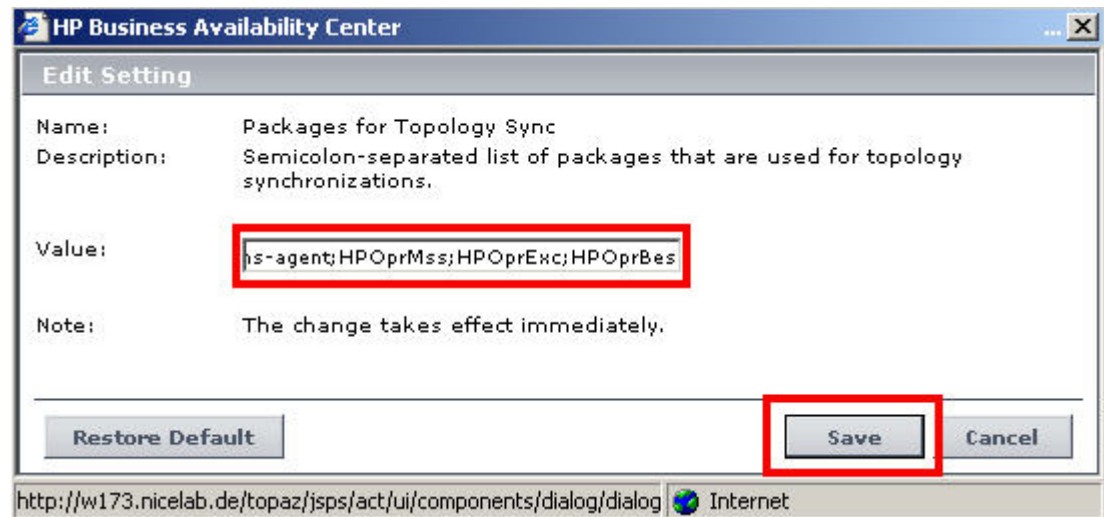 HP Business Availability Center
Edit Setting
Name: Packages for Topology Sync
Description: Semicolon-separated list of packages that are used for topology
synchronizations.
Value: ns-agent;HPOprMss;HPOprExc;HPOprBes
Note: The change takes effect immediately.
Restore Default Save Cancel
http://w173.nicelab.de/topaz/jsps/act/ui/components/dialog/dialog Internet